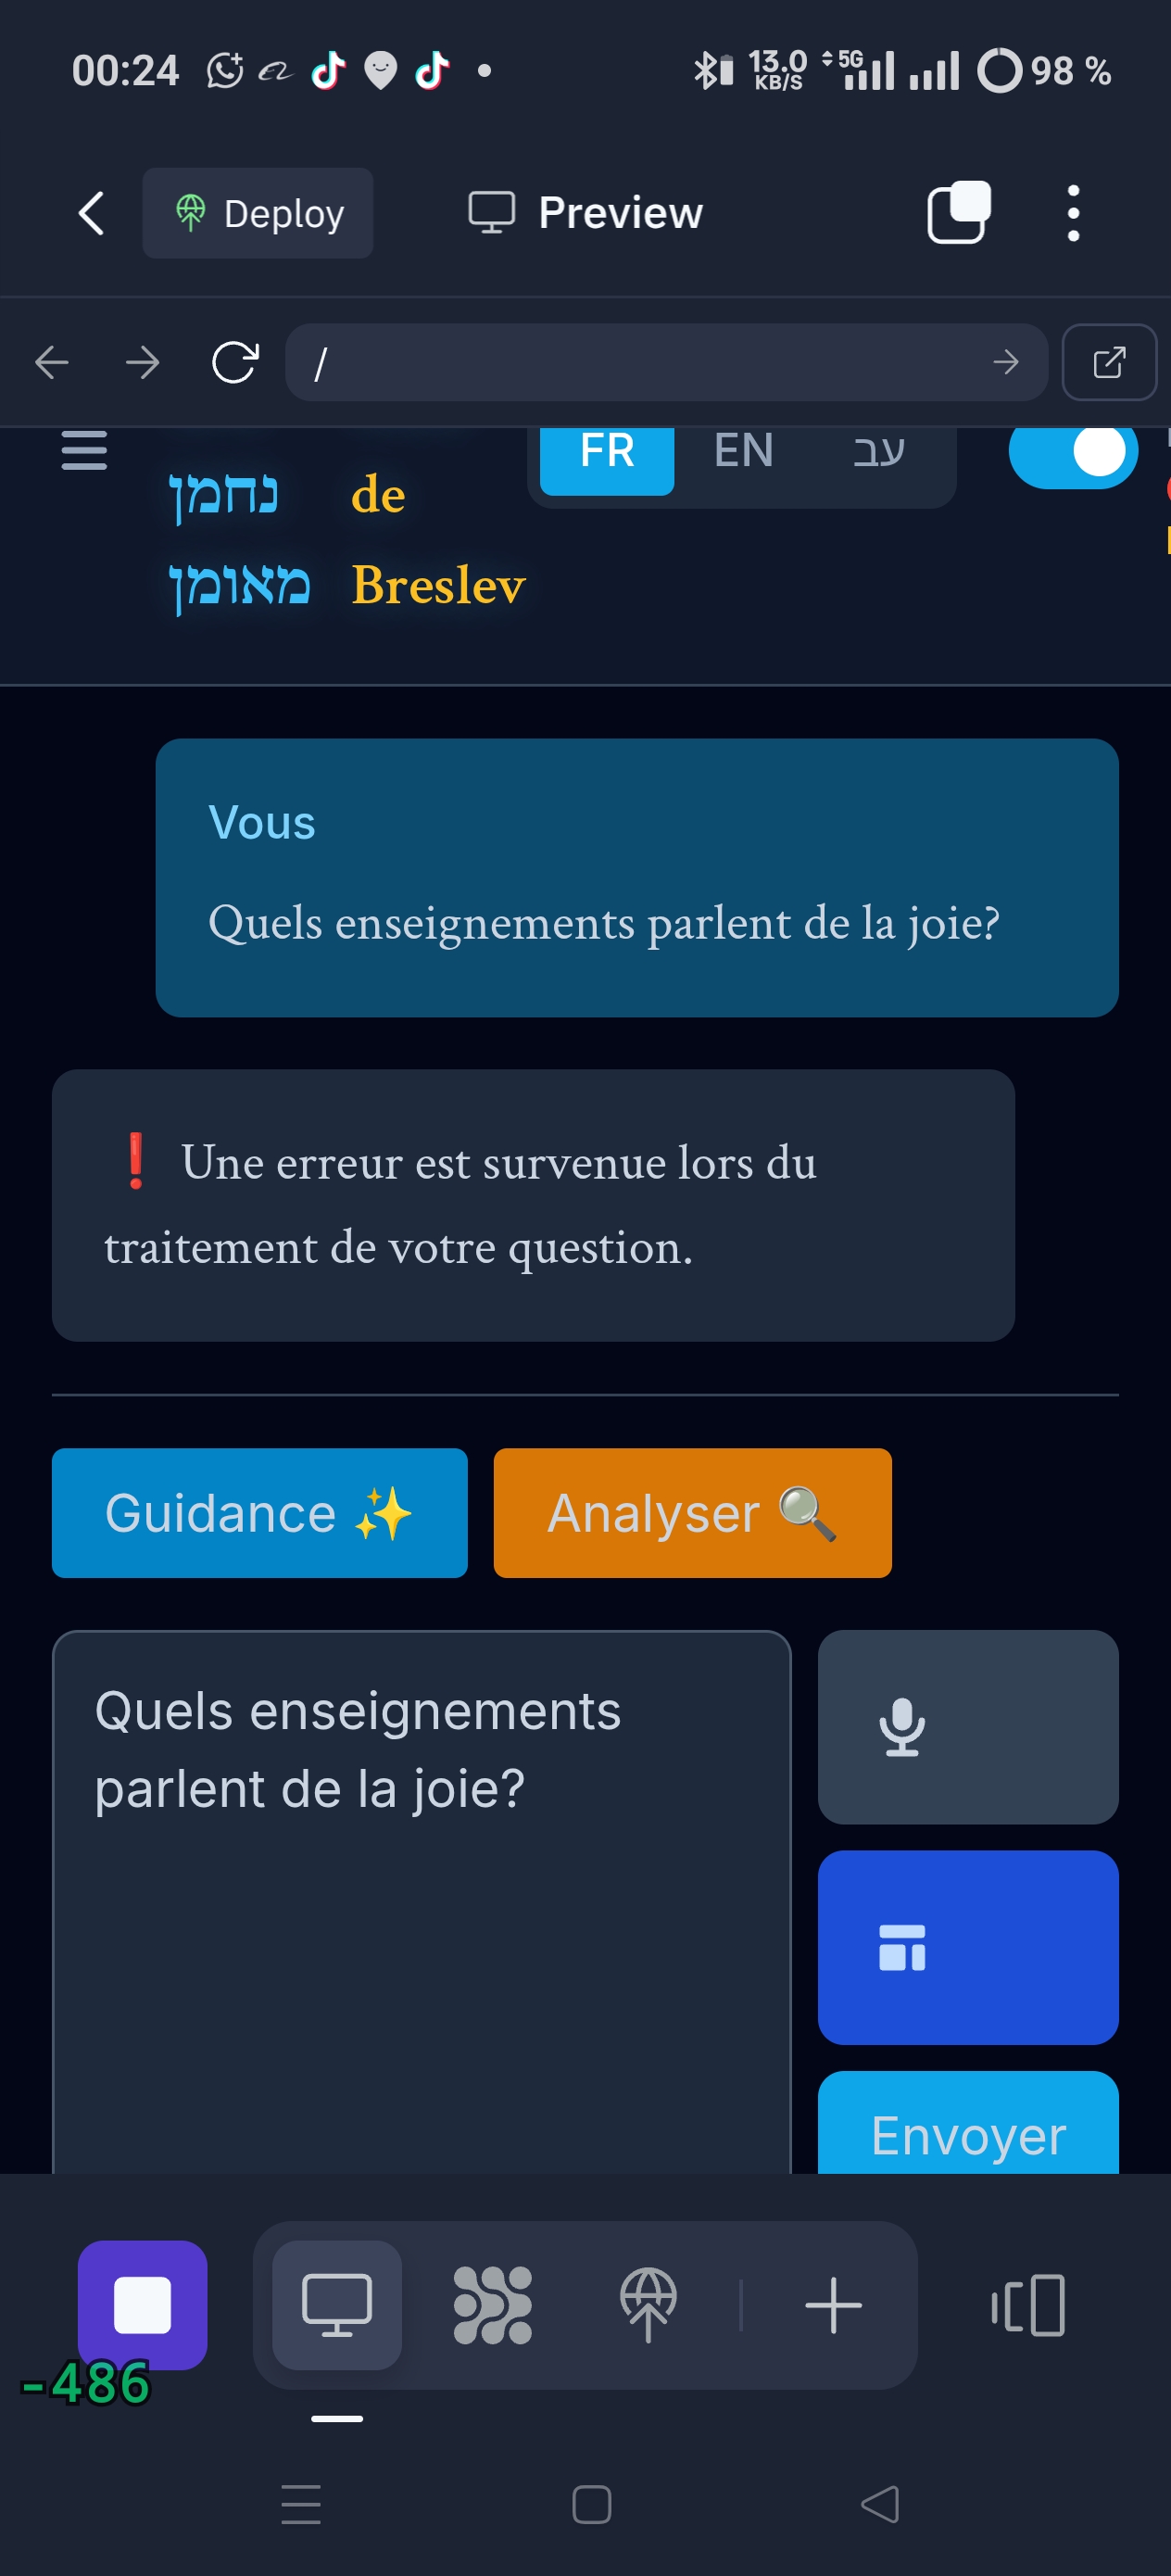 00:24
13.0 KB/S
5G
98 %
Deploy
Preview
/
FR EN עב
נחמן de
מאומן Breslev
Vous
Quels enseignements parlent de la joie?
❗ Une erreur est survenue lors du
traitement de votre question.
Guidance ✨
Analyser 🔍
Quels enseignements
parlent de la joie?
Envoyer
-486